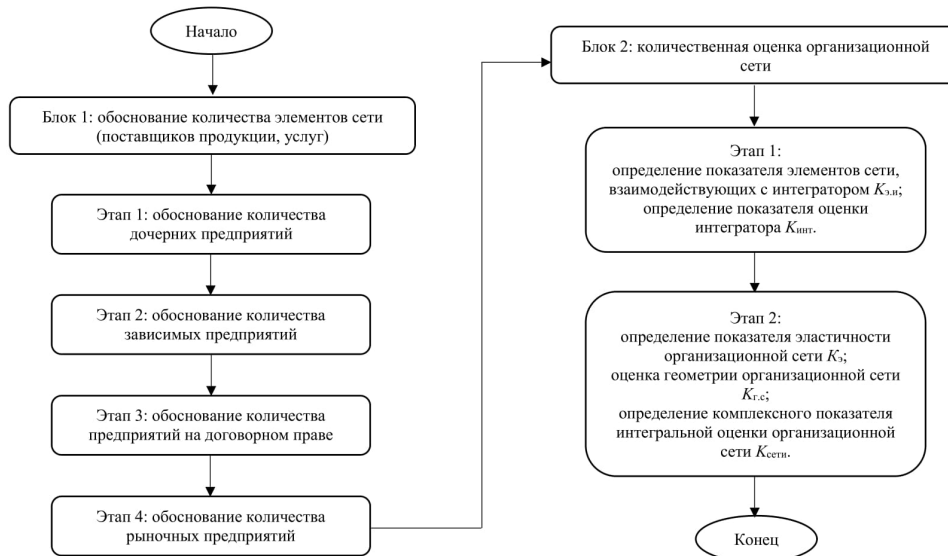 Начало
Блок 1: обоснование количества элементов сети
(поставщиков продукции, услуг)
Этап 1: обоснование количества
дочерних предприятий
Этап 2: обоснование количества
зависимых предприятий
Этап 3: обоснование количества
предприятий на договорном праве
Этап 4: обоснование количества
рыночных предприятий
Блок 2: количественная оценка организационной
сети
Этап 1:
определение показателя элементов сети,
взаимодействующих с интегратором Kэ.и;
определение показателя оценки
интегратора Kинт.
Этап 2:
определение показателя эластичности
организационной сети Kэ;
оценка геометрии организационной сети
Kг.с;
определение комплексного показателя
интегральной оценки организационной
сети Kсети.
Конец